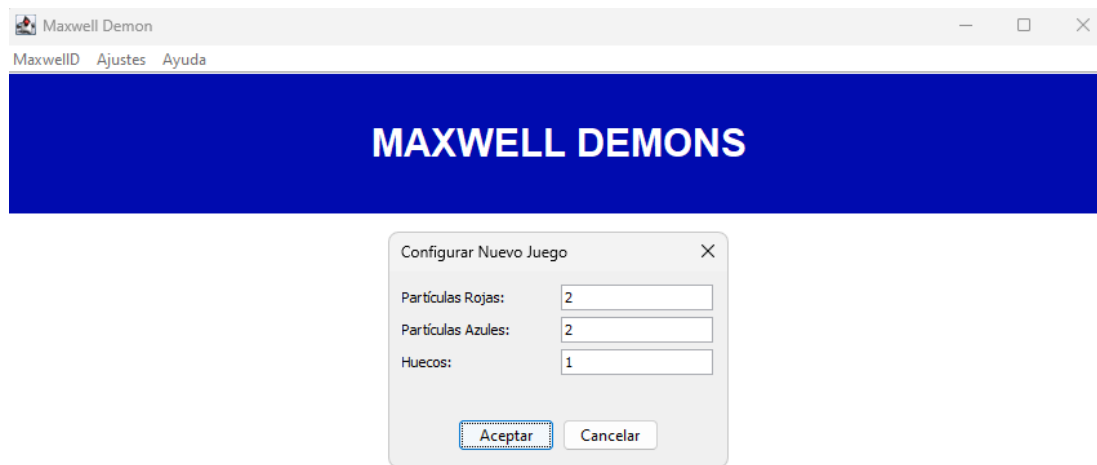 Maxwell Demon
MaxwellD Ajustes Ayuda
MAXWELL DEMONS
Configurar Nuevo Juego
Partículas Rojas: 2
Partículas Azules: 2
Huecos: 1
Aceptar Cancelar